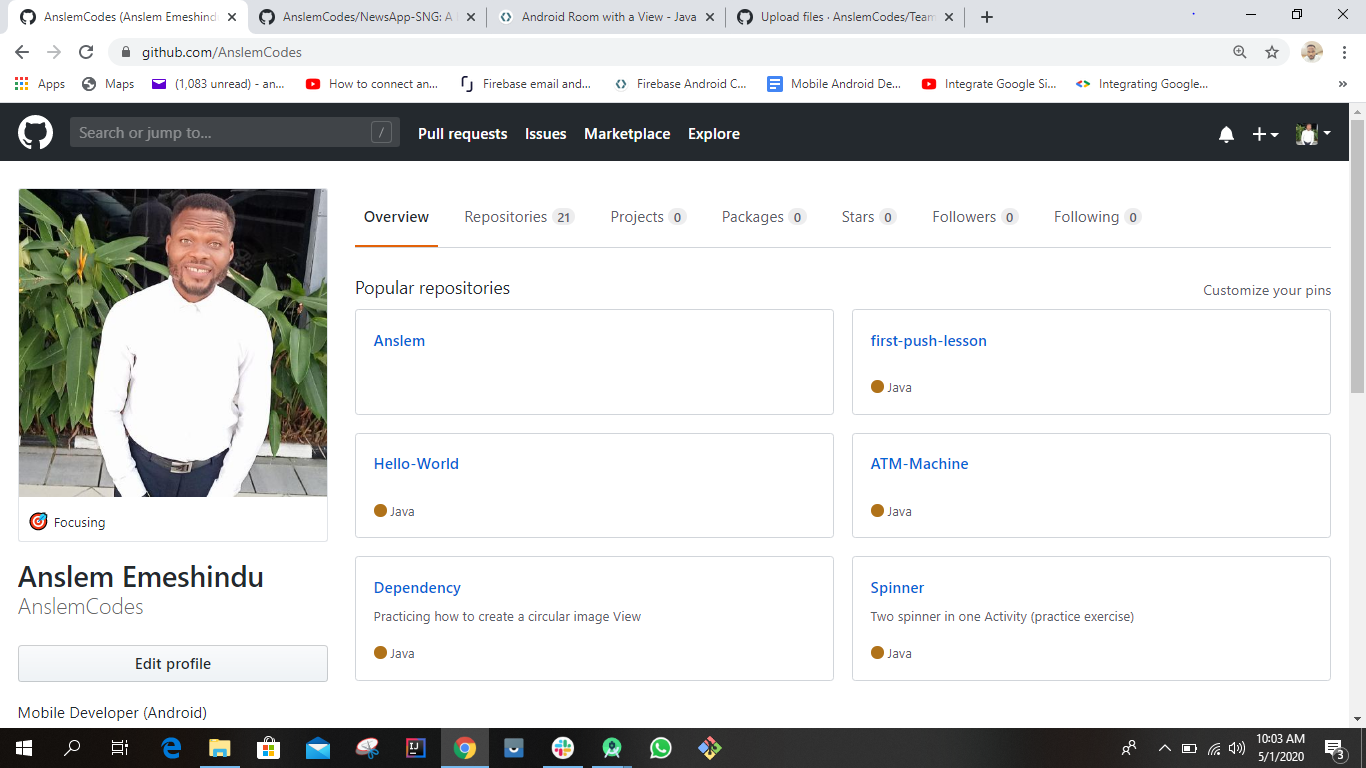 AnslemCodes (Anslem Emeshind
AnslemCodes/NewsApp-SNG: A
Android Room with a View - Java
Upload files · AnslemCodes/Team
github.com/AnslemCodes
Apps
Maps
(1,083 unread) - an...
How to connect an...
Firebase email and...
Firebase Android C...
Mobile Android De...
Integrate Google Si...
Integrating Google...
»
Search or jump to...
/
Pull requests
Issues
Marketplace
Explore
Overview
Repositories 21
Projects 0
Packages 0
Stars 0
Followers 0
Following 0
Popular repositories
Customize your pins
Anslem
first-push-lesson
Java
Hello-World
Java
ATM-Machine
Java
Dependency
Practicing how to create a circular image View
Java
Spinner
Two spinner in one Activity (practice exercise)
Java
Focusing
Anslem Emeshindu
AnslemCodes
Edit profile
Mobile Developer (Android)
10:03 AM
5/1/2020
3